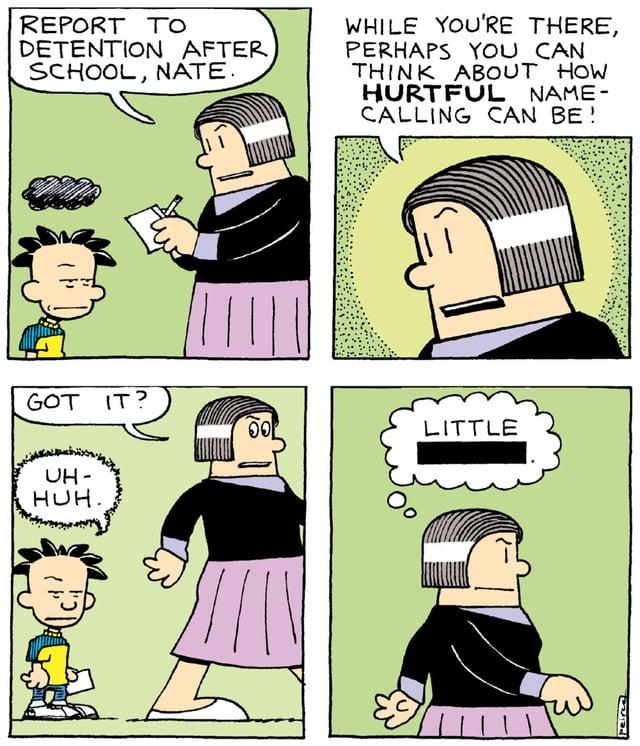 REPORT TO
DETENTION AFTER
SCHOOL, NATE.
WHILE YOU'RE THERE,
PERHAPS YOU CAN
THINK ABOUT HOW
HURTFUL NAME-
CALLING CAN BE!
GOT IT?
UH-
HUH.
LITTLE
peirce